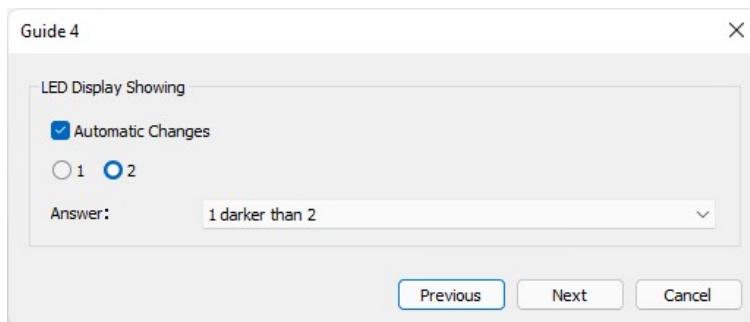 Guide 4
LED Display Showing
Automatic Changes
1 2
Answer: 1 darker than 2
Previous Next Cancel